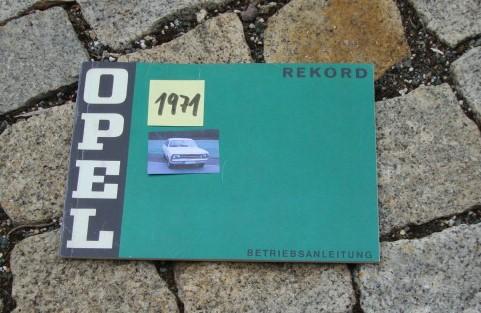 OPEL
REKORD
1971
BETRIEBSANLEITUNG